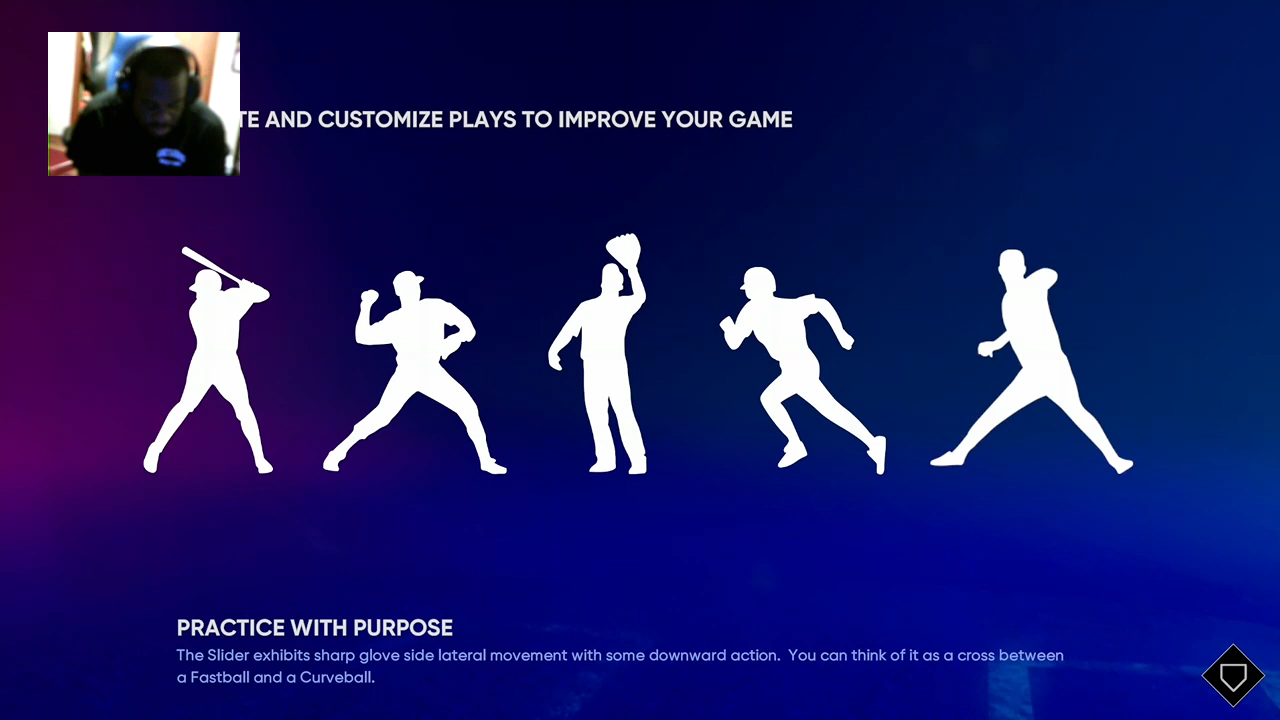 TE AND CUSTOMIZE PLAYS TO IMPROVE YOUR GAME
PRACTICE WITH PURPOSE
The Slider exhibits sharp glove side lateral movement with some downward action.  You can think of it as a cross between
a Fastball and a Curveball.